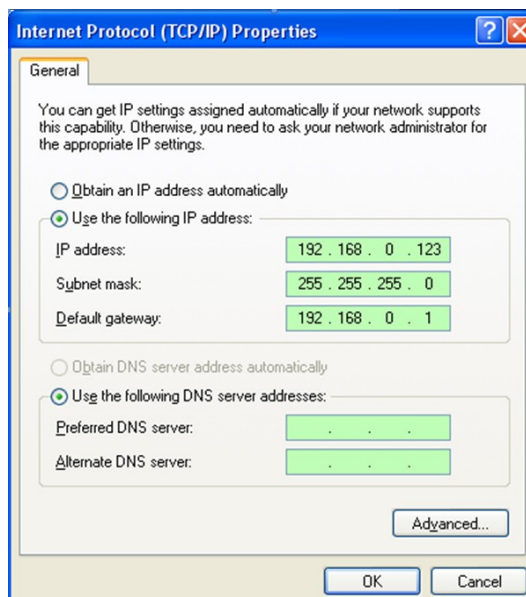 Internet Protocol (TCP/IP) Properties
General
You can get IP settings assigned automatically if your network supports
this capability. Otherwise, you need to ask your network administrator for
the appropriate IP settings.
Obtain an IP address automatically
Use the following IP address:
IP address: 192 . 168 . 0 . 123
Subnet mask: 255 . 255 . 255 . 0
Default gateway: 192 . 168 . 0 . 1
Obtain DNS server address automatically
Use the following DNS server addresses:
Preferred DNS server: . . .
Alternate DNS server: . . .
Advanced...
OK Cancel